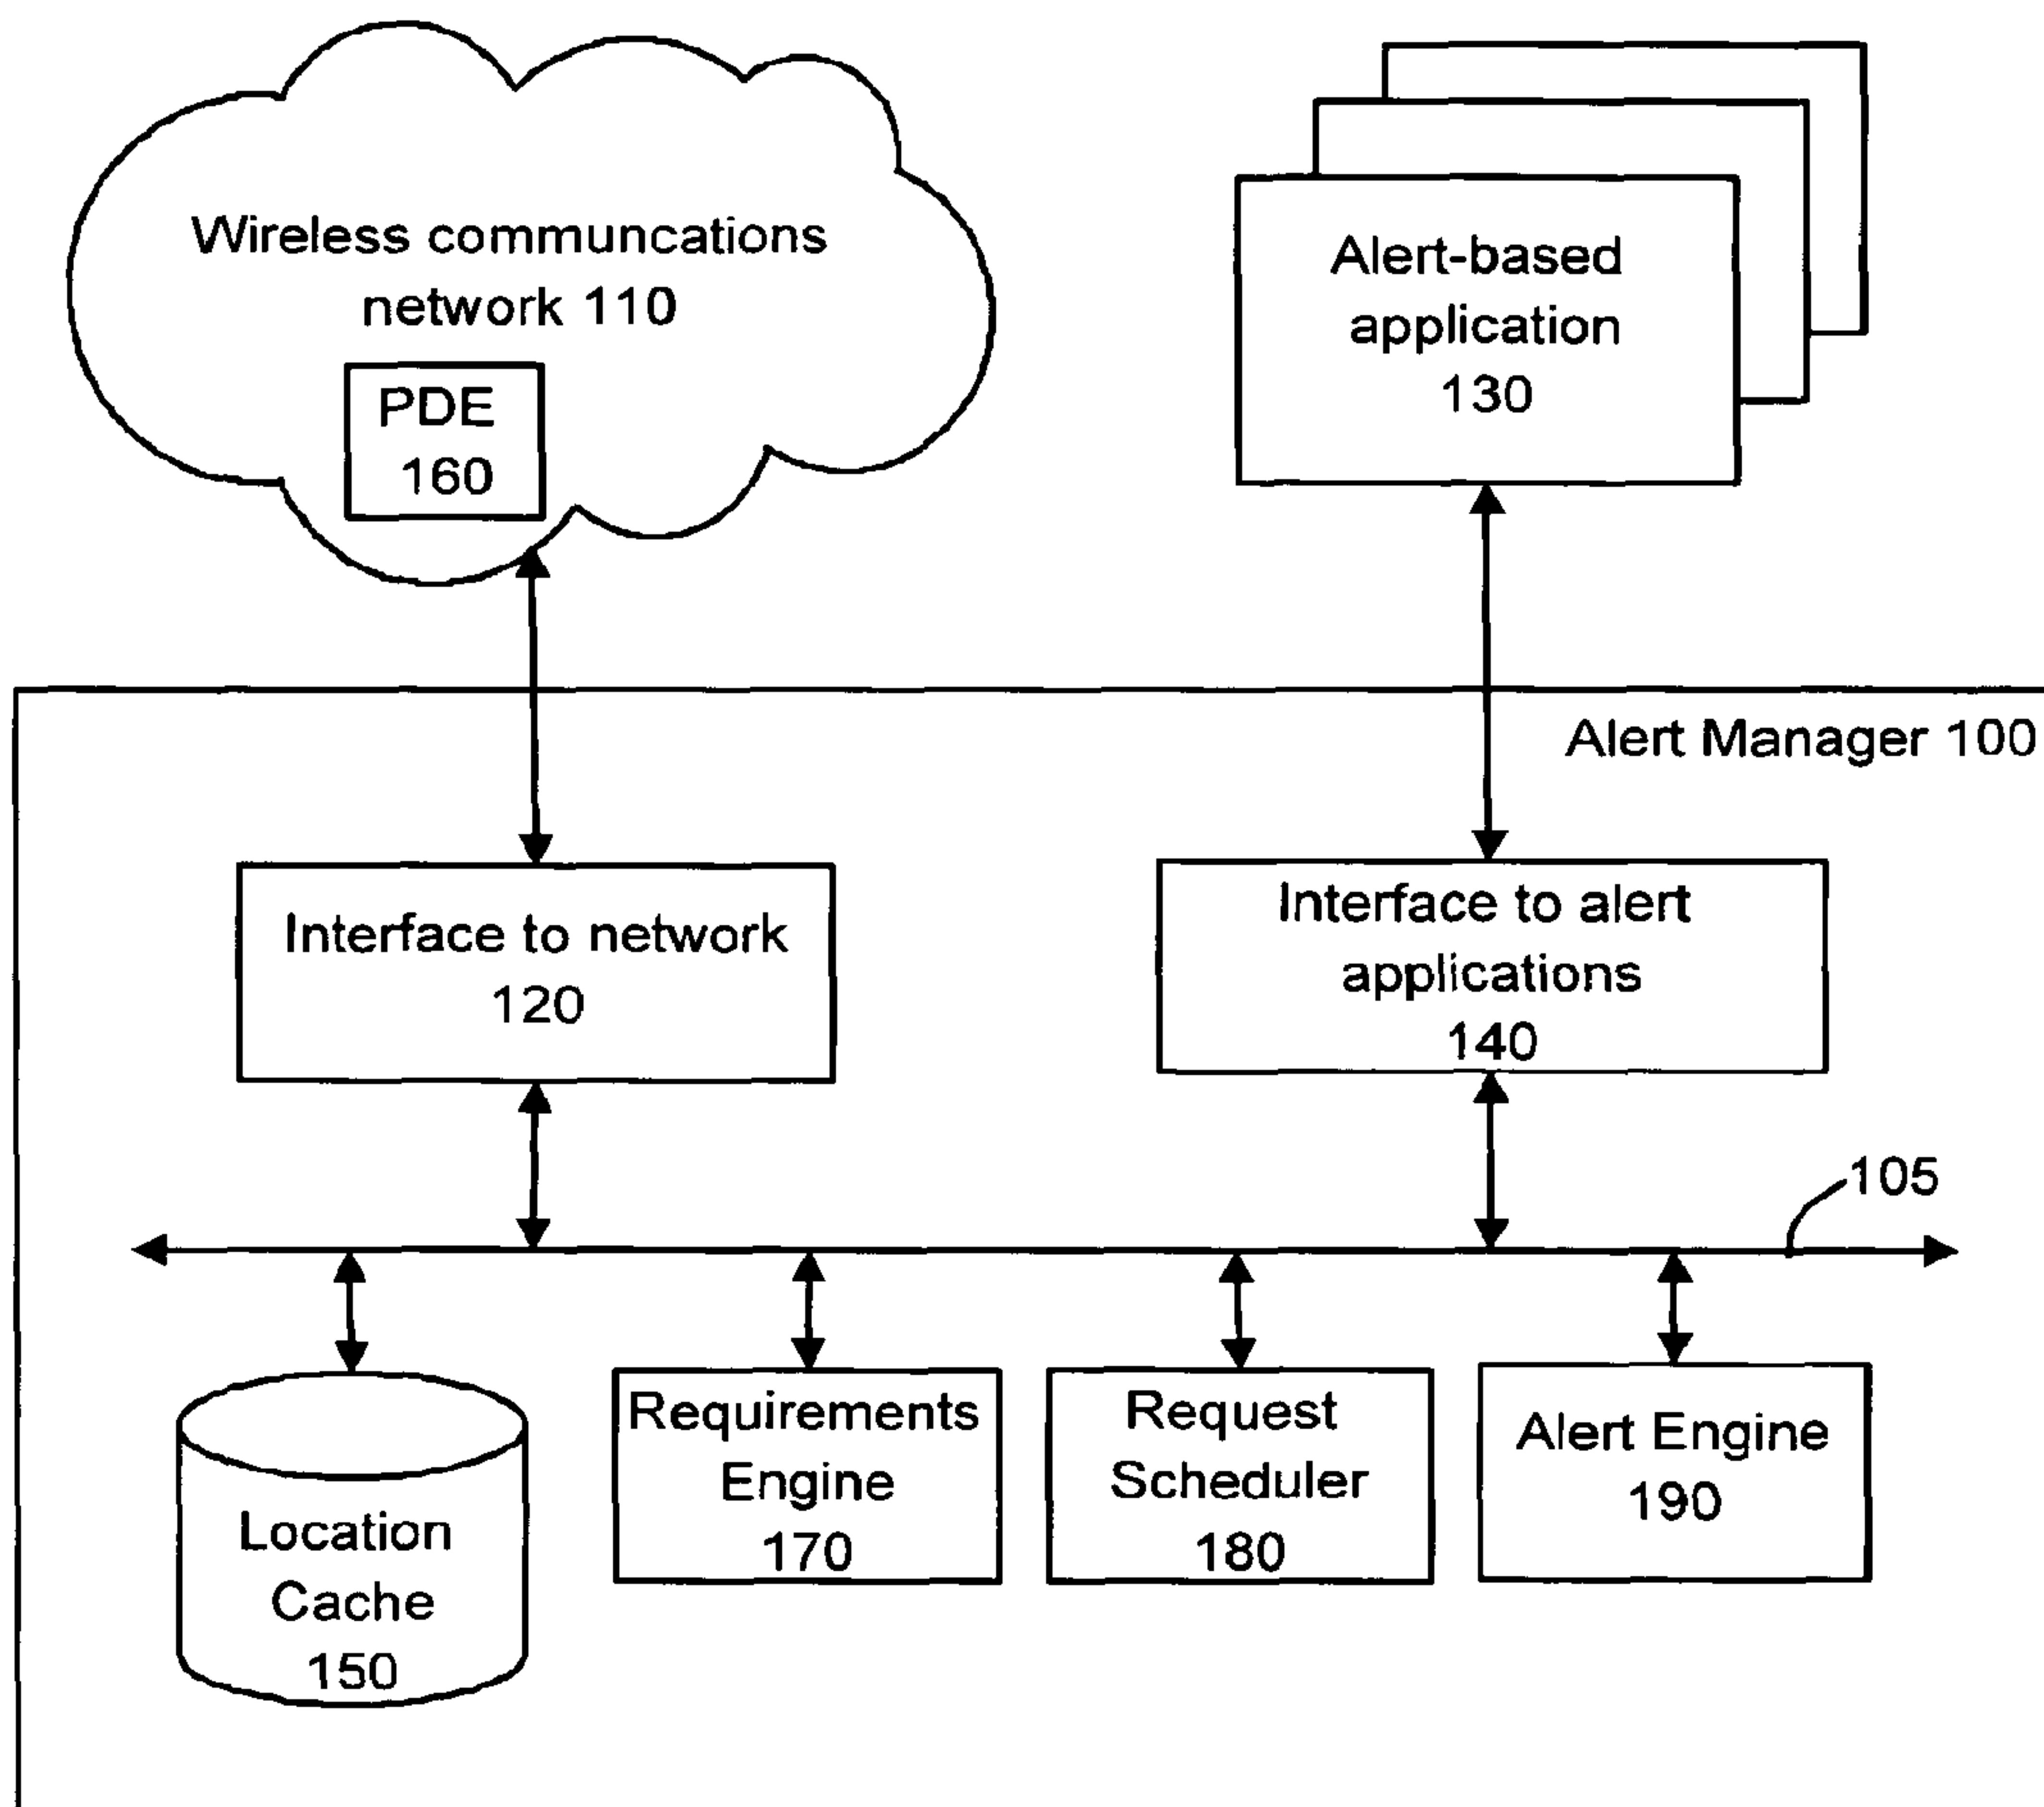 Wireless communcations
network 110
PDE
160
Alert-based
application
130
Alert Manager 100
Interface to network
120
Interface to alert
applications
140
105
Location
Cache
150
Requirements
Engine
170
Request
Scheduler
180
Alert Engine
190